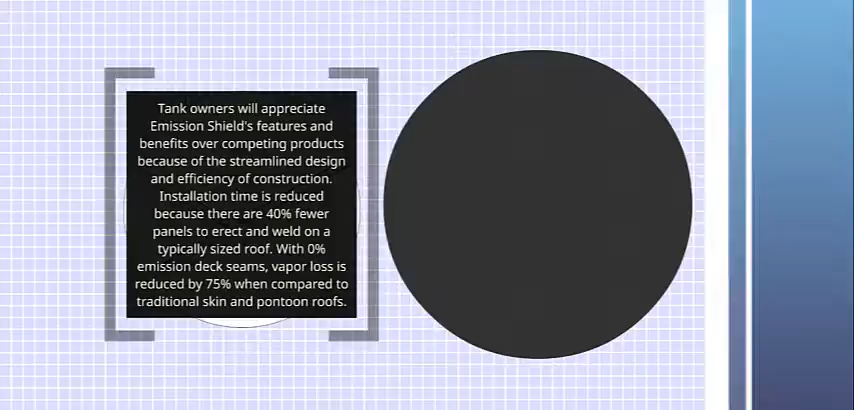 Tank owners will appreciate
Emission Shield's features and
benefits over competing products
because of the streamlined design
and efficiency of construction.
Installation time is reduced
because there are 40% fewer
panels to erect and weld on a
typically sized roof. With 0%
emission deck seams, vapor loss is
reduced by 75% when compared to
traditional skin and pontoon roofs.